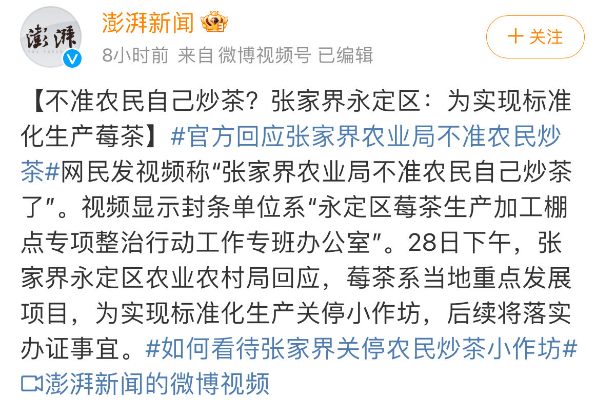 澎湃
澎湃新闻
8小时前 来自 微博视频号 已编辑
+关注
【不准农民自己炒茶？张家界永定区：为实现标准
化生产莓茶】#官方回应张家界农业局不准农民炒
茶#网民发视频称“张家界农业局不准农民自己炒茶
了”。视频显示封条单位系“永定区莓茶生产加工棚
点专项整治行动工作专班办公室”。28日下午，张
家界永定区农业农村局回应，莓茶系当地重点发展
项目，为实现标准化生产关停小作坊，后续将落实
办证事宜。#如何看待张家界关停农民炒茶小作坊#
澎湃新闻的微博视频